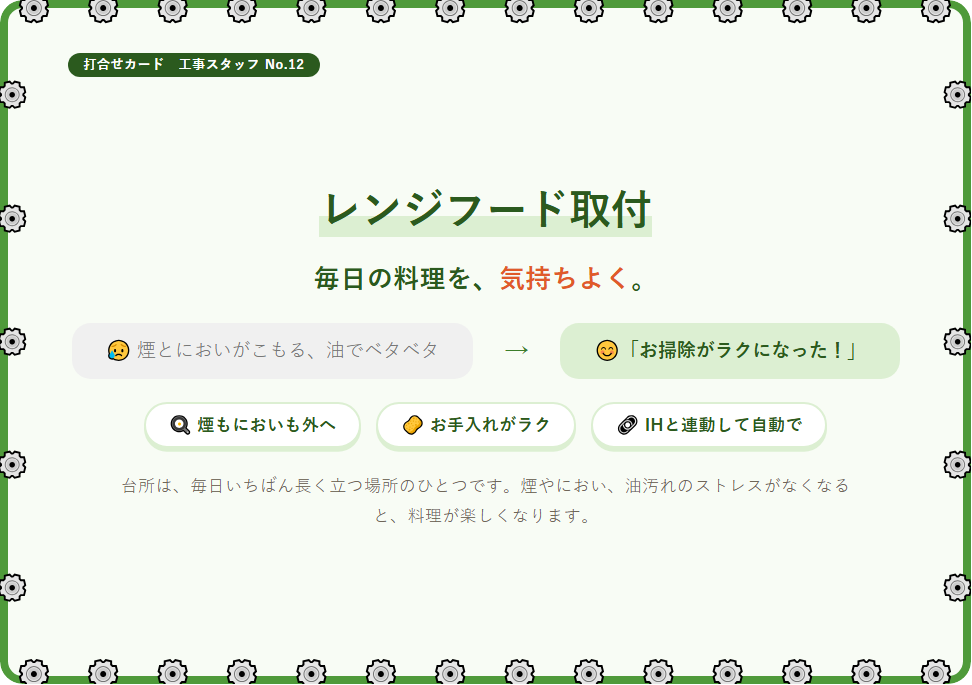 打合せカード　工事スタッフ No.12
レンジフード取付
毎日の料理を、気持ちよく。
😥 煙とにおいがこもる、油でベタベタ
→
😊「お掃除がラクになった！」
🍳 煙もにおいも外へ
🧽 お手入れがラク
🔗 IHと連動して自動で
台所は、毎日いちばん長く立つ場所のひとつです。煙やにおい、油汚れのストレスがなくなる
と、料理が楽しくなります。